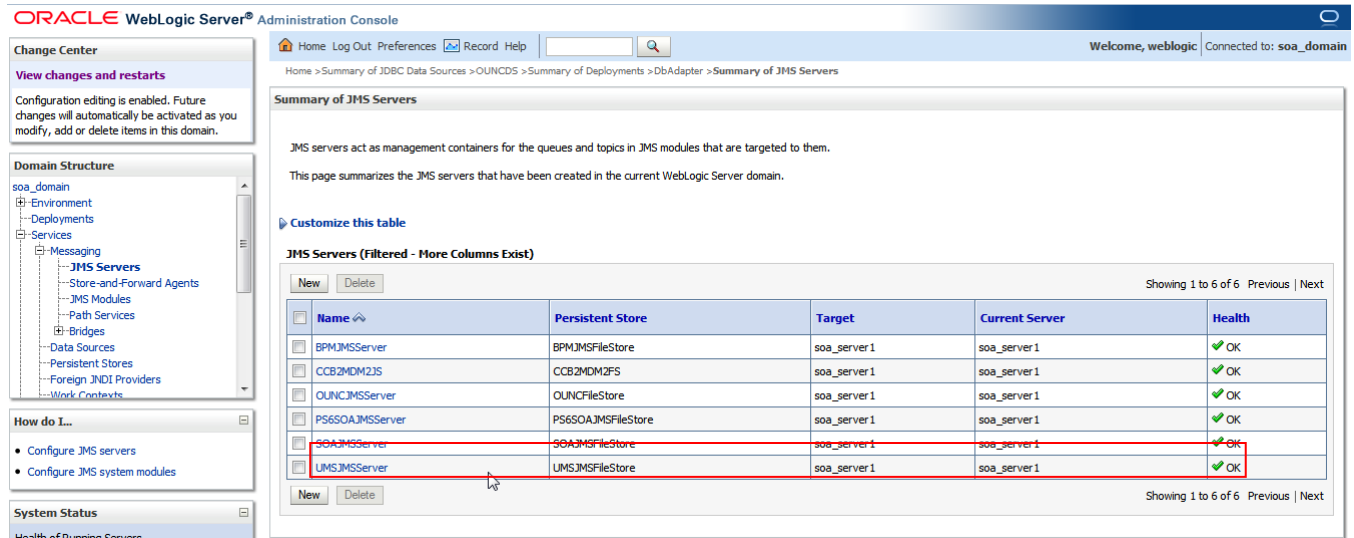 ORACLE WebLogic Server® Administration Console
Change Center
View changes and restarts
Configuration editing is enabled. Future
changes will automatically be activated as you
modify, add or delete items in this domain.
Domain Structure
soa_domain
Environment
Deployments
Services
Messaging
JMS Servers
Store-and-Forward Agents
JMS Modules
Path Services
Bridges
Data Sources
Persistent Stores
Foreign JNDI Providers
Work Contexts
How do I...
Configure JMS servers
Configure JMS system modules
System Status
Health of Running Servers
Home Log Out Preferences Record Help
Welcome, weblogic Connected to: soa_domain
Home >Summary of JDBC Data Sources >OUNCDS >Summary of Deployments >DbAdapter >Summary of JMS Servers
Summary of JMS Servers
JMS servers act as management containers for the queues and topics in JMS modules that are targeted to them.
This page summarizes the JMS servers that have been created in the current WebLogic Server domain.
Customize this table
JMS Servers (Filtered - More Columns Exist)
New Delete Showing 1 to 6 of 6 Previous | Next
Name Persistent Store Target Current Server Health
BPMJMSServer BPMJMSFileStore soa_server1 soa_server1 OK
CCB2MDM2JS CCB2MDM2FS soa_server1 soa_server1 OK
OUNCJMSServer OUNCFileStore soa_server1 soa_server1 OK
PS6SOAJMSServer PS6SOAJMSFileStore soa_server1 soa_server1 OK
SOAJMSServer SOAJMSFileStore soa_server1 soa_server1 OK
UMSJMSServer UMSJMSFileStore soa_server1 soa_server1 OK
New Delete Showing 1 to 6 of 6 Previous | Next